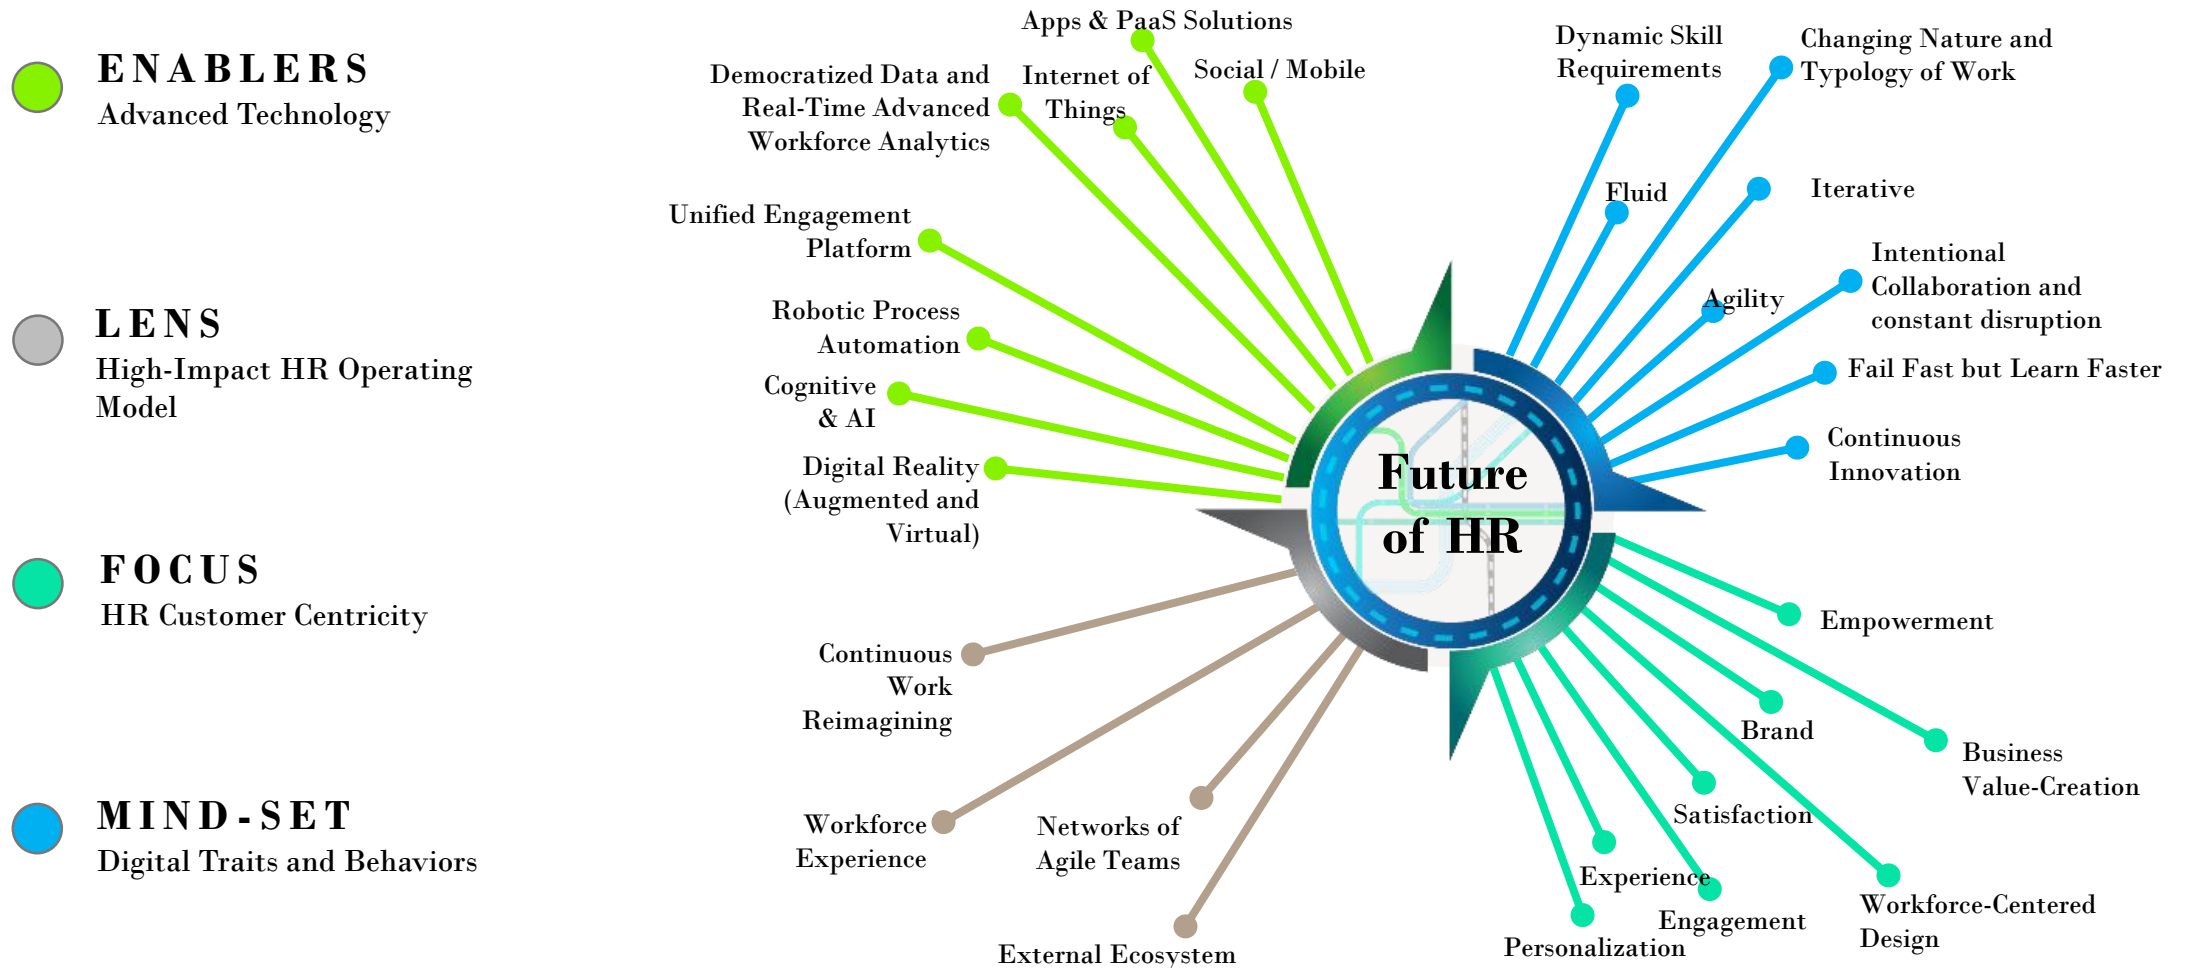 ENABLERS
Advanced Technology
LENS
High-Impact HR Operating
Model
FOCUS
HR Customer Centricity
MIND-SET
Digital Traits and Behaviors
Apps & PaaS Solutions
Social / Mobile
Internet of
Things
Democratized Data and
Real-Time Advanced
Workforce Analytics
Unified Engagement
Platform
Robotic Process
Automation
Cognitive
& AI
Digital Reality
(Augmented and
Virtual)
Dynamic Skill
Requirements
Changing Nature and
Typology of Work
Fluid
Iterative
Agility
Intentional
Collaboration and
constant disruption
Fail Fast but Learn Faster
Continuous
Innovation
Future
of HR
Continuous
Work
Reimagining
Workforce
Experience
Networks of
Agile Teams
External Ecosystem
Empowerment
Brand
Business
Value-Creation
Satisfaction
Experience
Engagement
Personalization
Workforce-Centered
Design